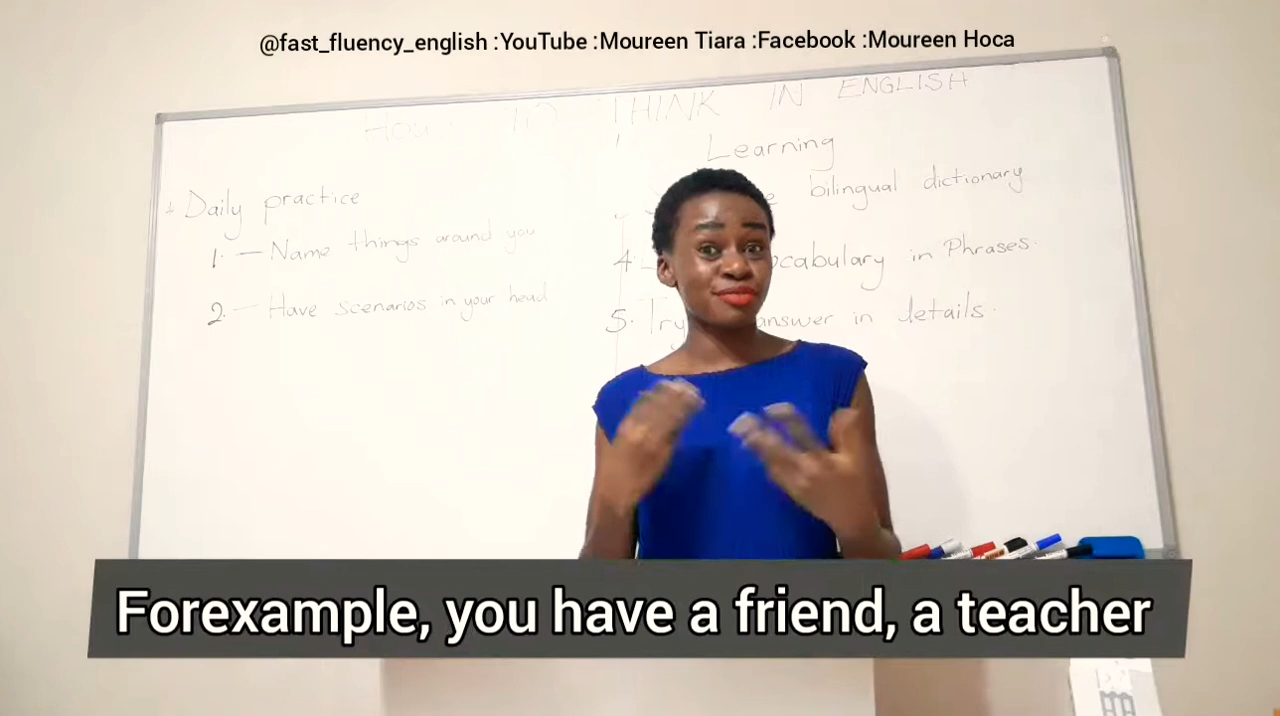 @fast_fluency_english :YouTube :Moureen Tiara :Facebook :Moureen Hoca
How TO THINK IN ENGLISH
Learning
Daily practice
bilingual dictionary
1. — Name things around you
4. ocabulary in Phrases.
2. — Have scenarios in your head
5. Try answer in details.
Forexample, you have a friend, a teacher